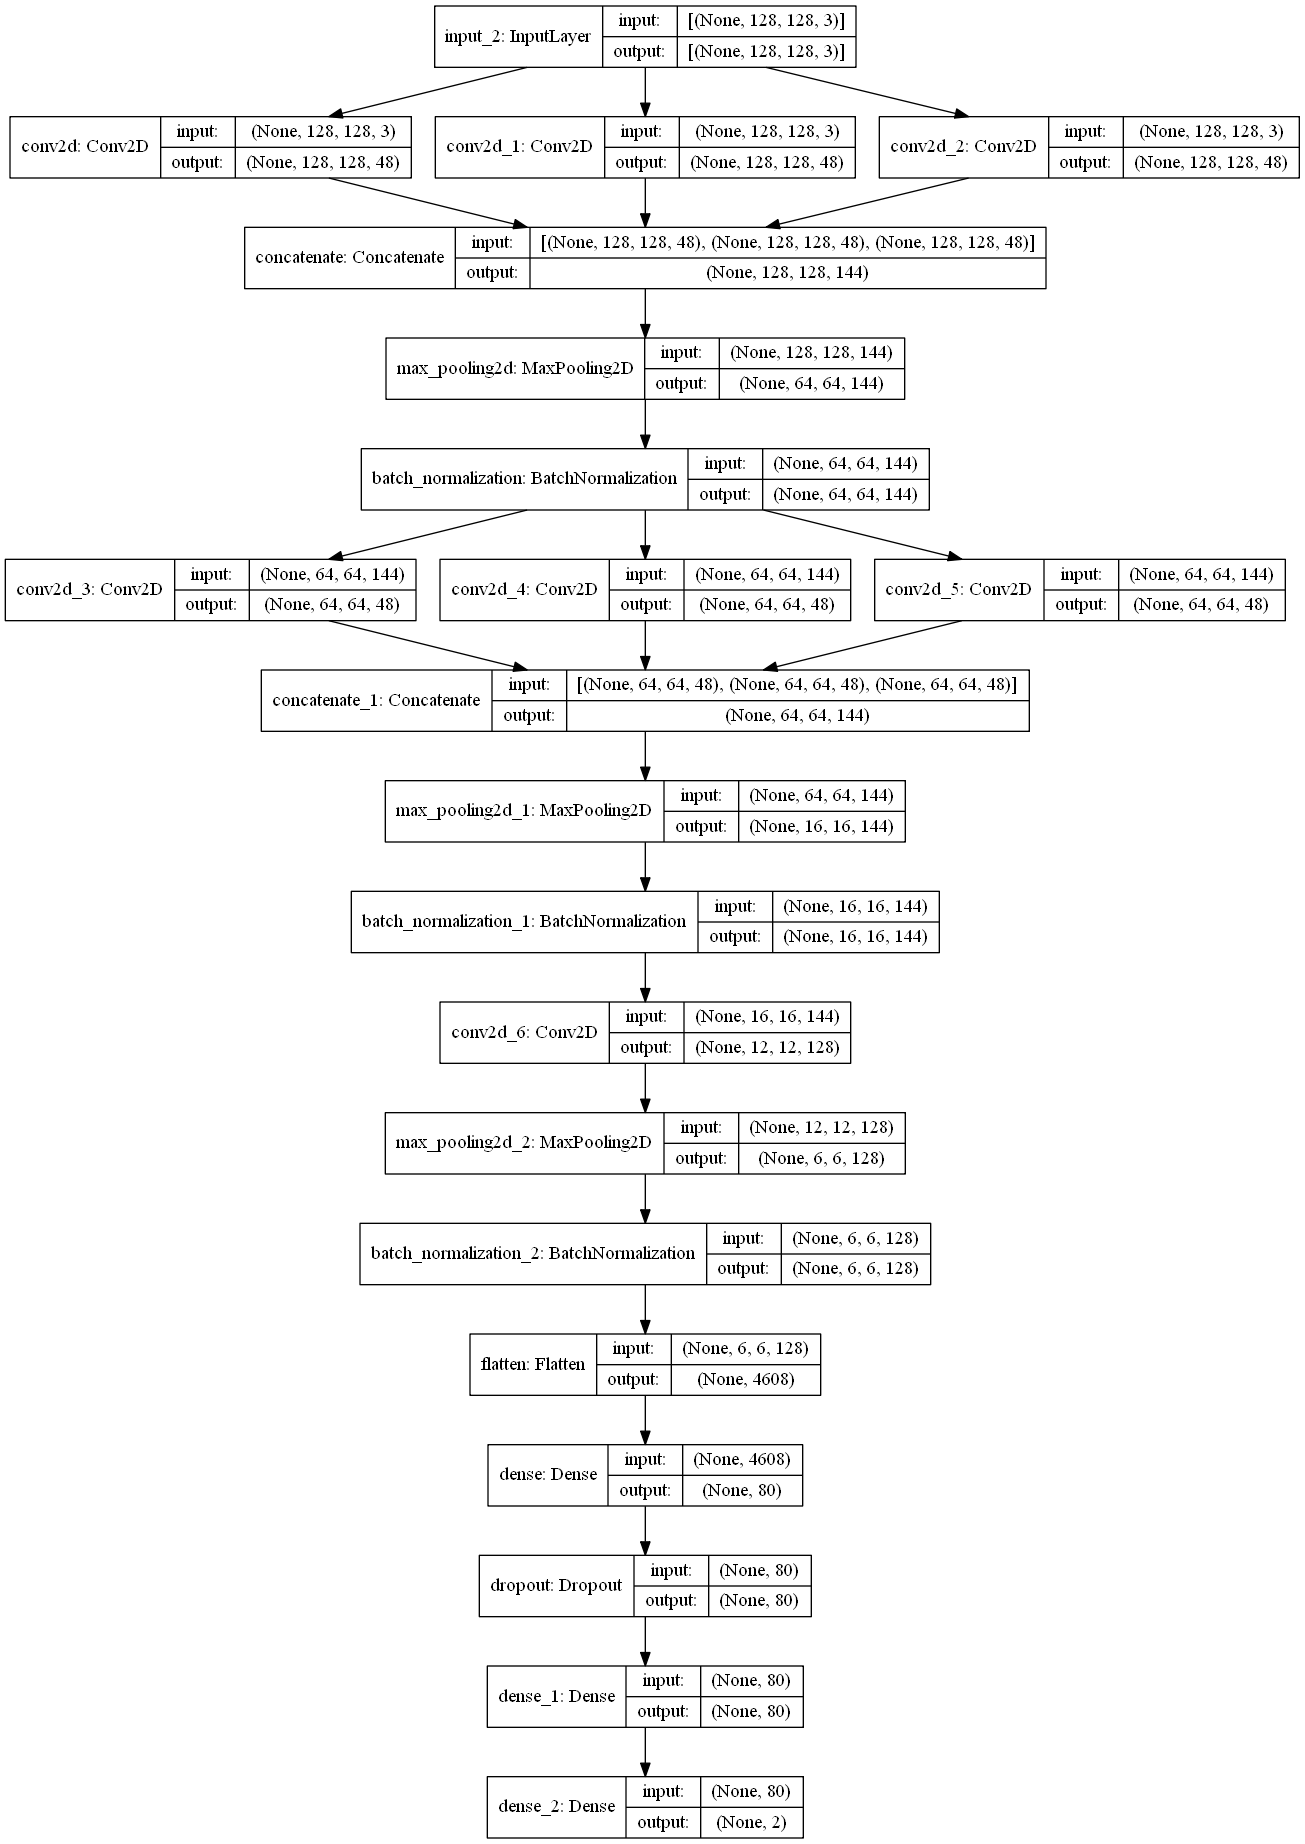 input_2: InputLayer
input: [(None, 128, 128, 3)]
output: [(None, 128, 128, 3)]
conv2d: Conv2D
input: (None, 128, 128, 3)
output: (None, 128, 128, 48)
conv2d_1: Conv2D
input: (None, 128, 128, 3)
output: (None, 128, 128, 48)
conv2d_2: Conv2D
input: (None, 128, 128, 3)
output: (None, 128, 128, 48)
concatenate: Concatenate
input: [(None, 128, 128, 48), (None, 128, 128, 48), (None, 128, 128, 48)]
output: (None, 128, 128, 144)
max_pooling2d: MaxPooling2D
input: (None, 128, 128, 144)
output: (None, 64, 64, 144)
batch_normalization: BatchNormalization
input: (None, 64, 64, 144)
output: (None, 64, 64, 144)
conv2d_3: Conv2D
input: (None, 64, 64, 144)
output: (None, 64, 64, 48)
conv2d_4: Conv2D
input: (None, 64, 64, 144)
output: (None, 64, 64, 48)
conv2d_5: Conv2D
input: (None, 64, 64, 144)
output: (None, 64, 64, 48)
concatenate_1: Concatenate
input: [(None, 64, 64, 48), (None, 64, 64, 48), (None, 64, 64, 48)]
output: (None, 64, 64, 144)
max_pooling2d_1: MaxPooling2D
input: (None, 64, 64, 144)
output: (None, 16, 16, 144)
batch_normalization_1: BatchNormalization
input: (None, 16, 16, 144)
output: (None, 16, 16, 144)
conv2d_6: Conv2D
input: (None, 16, 16, 144)
output: (None, 12, 12, 128)
max_pooling2d_2: MaxPooling2D
input: (None, 12, 12, 128)
output: (None, 6, 6, 128)
batch_normalization_2: BatchNormalization
input: (None, 6, 6, 128)
output: (None, 6, 6, 128)
flatten: Flatten
input: (None, 6, 6, 128)
output: (None, 4608)
dense: Dense
input: (None, 4608)
output: (None, 80)
dropout: Dropout
input: (None, 80)
output: (None, 80)
dense_1: Dense
input: (None, 80)
output: (None, 80)
dense_2: Dense
input: (None, 80)
output: (None, 2)